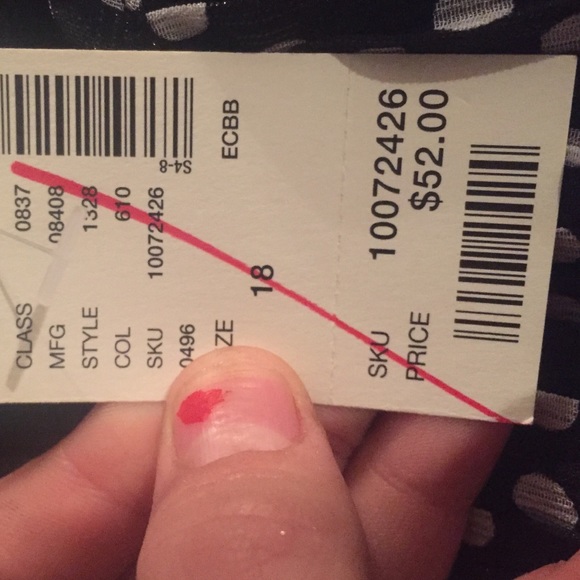 S4-8
ECBB
CLASS 0837
MFG 08408
STYLE 1328
COL 610
SKU 10072426
0496
ZE 18
SKU 10072426
PRICE $52.00